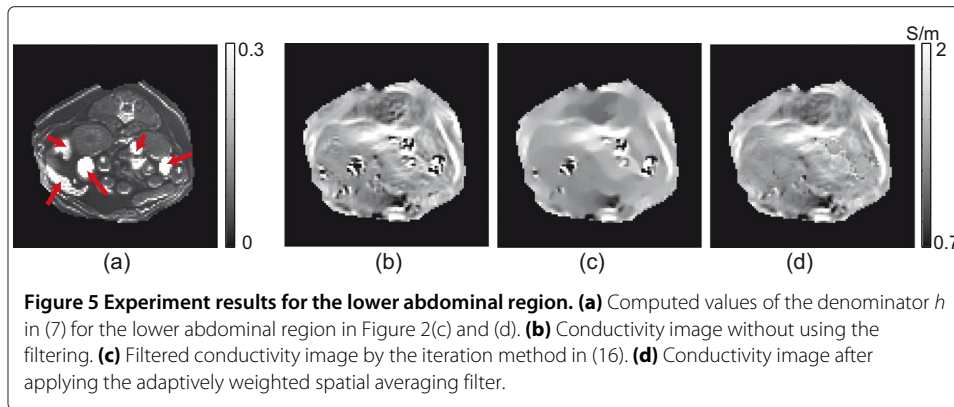 S/m
0.3
0
2
0.7
(a)
(b)
(c)
(d)
Figure 5 Experiment results for the lower abdominal region. (a) Computed values of the denominator h
in (7) for the lower abdominal region in Figure 2(c) and (d). (b) Conductivity image without using the
filtering. (c) Filtered conductivity image by the iteration method in (16). (d) Conductivity image after
applying the adaptively weighted spatial averaging filter.